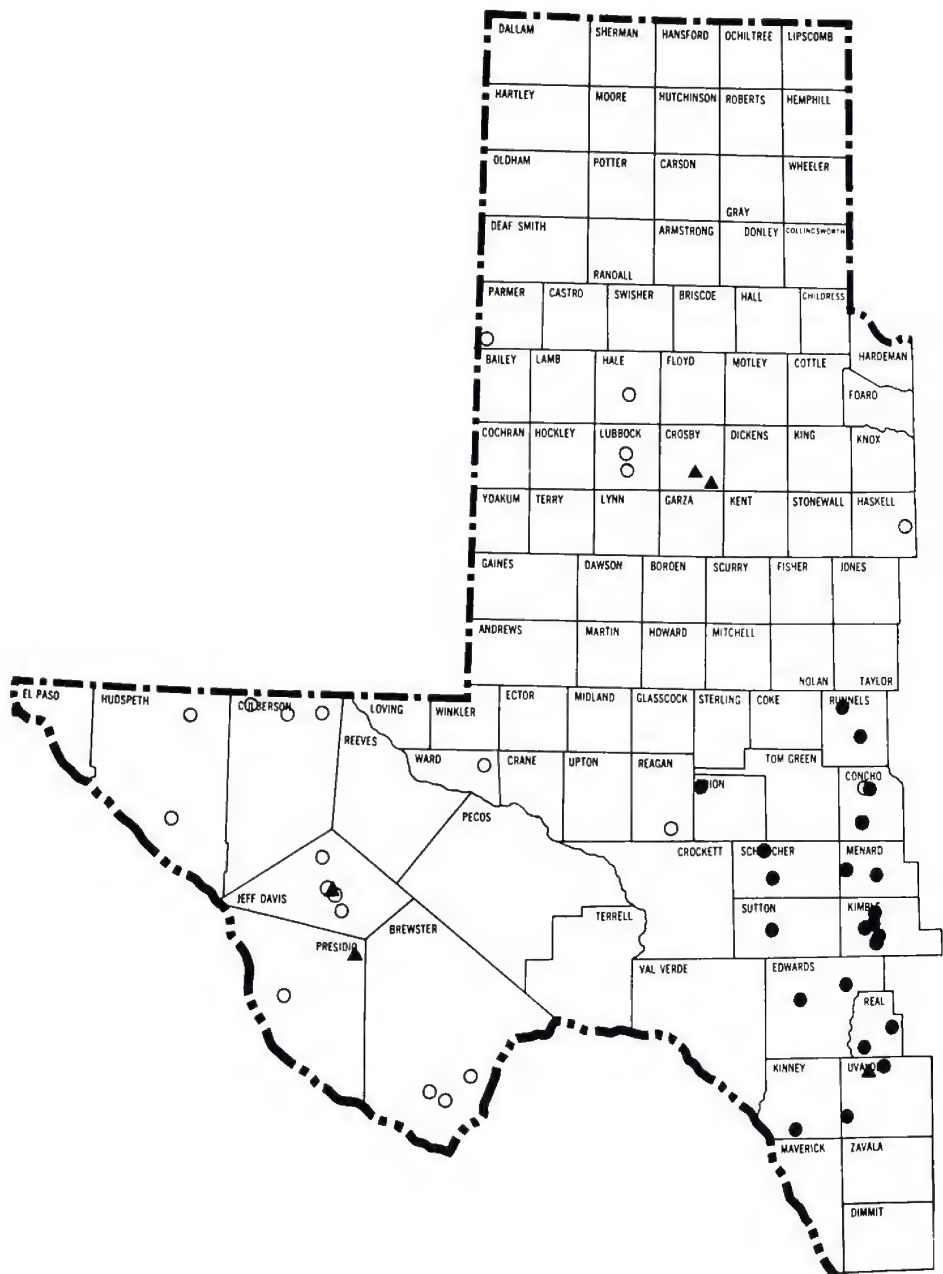 DALLAM SHERMAN HANSFORD OCHILTREE LIPSCOMB
HARTLEY MOORE HUTCHINSON ROBERTS HEMPHILL
OLDHAM POTTER CARSON WHEELER
GRAY
DEAF SMITH ARMSTRONG DONLEY COLLINGSWORTH
RANDALL
PARMER CASTRO SWISHER BRISCOE HALL CHILDRESS
HARDEMAN
BAILEY LAMB HALE FLOYD MOTLEY COTTLE
FOARD
COCHRAN HOCKLEY LUBBOCK CROSBY DICKENS KING KNOX
YOAKUM TERRY LYNN GARZA KENT STONEWALL HASKELL
GAINES DAWSON BORDEN SCURRY FISHER JONES
ANDREWS MARTIN HOWARD MITCHELL
NOLAN TAYLOR
EL PASO HUDSPETH CULBERSON LOVING WINKLER ECTOR MIDLAND GLASSCOCK STERLING COKE RUNNELS
REEVES WARD CRANE UPTON REAGAN TOM GREEN
IRION CONCHO
PECOS
CROCKETT SCHLEICHER MENARD
JEFF DAVIS BREWSTER TERRELL SUTTON KIMBLE
PRESIDIO
VAL VERDE EDWARDS
REAL
KINNEY UVALDE
MAVERICK ZAVALA
DIMMIT